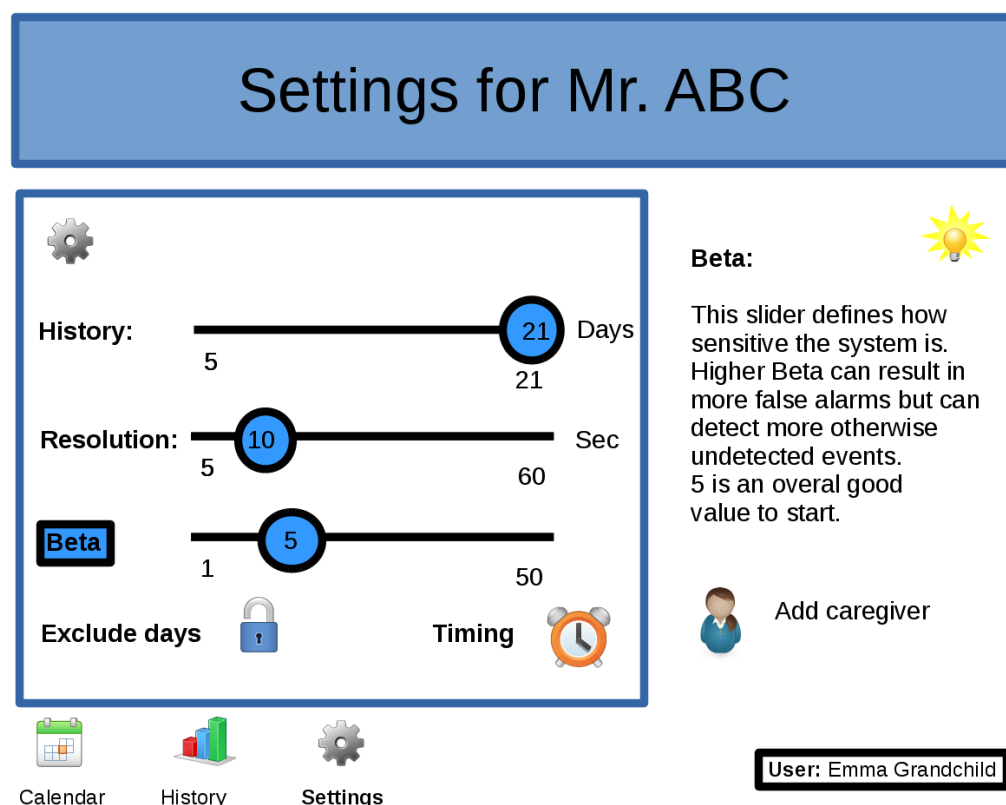 Settings for Mr. ABC
History:
21
Days
5
21
Resolution:
10
Sec
5
60
Beta
5
1
50
Exclude days
Timing
Beta:
This slider defines how
sensitive the system is.
Higher Beta can result in
more false alarms but can
detect more otherwise
undetected events.
5 is an overal good
value to start.
Add caregiver
Calendar
History
Settings
User: Emma Grandchild